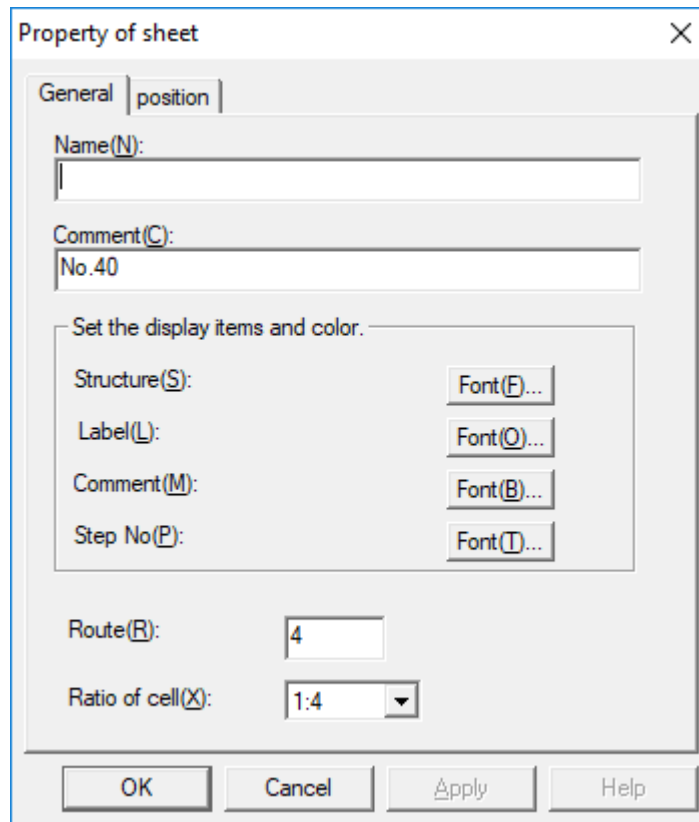 Property of sheet
General position
Name(N):
Comment(C):
No.40
Set the display items and color.
Structure(S): Font(F)...
Label(L): Font(O)...
Comment(M): Font(B)...
Step No(P): Font(T)...
Route(R): 4
Ratio of cell(X): 1:4
OK Cancel Apply Help